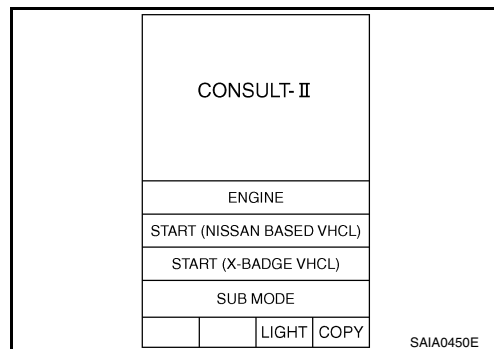 CONSULT-II
ENGINE
START (NISSAN BASED VHCL)
START (X-BADGE VHCL)
SUB MODE
LIGHT COPY
SAIA0450E